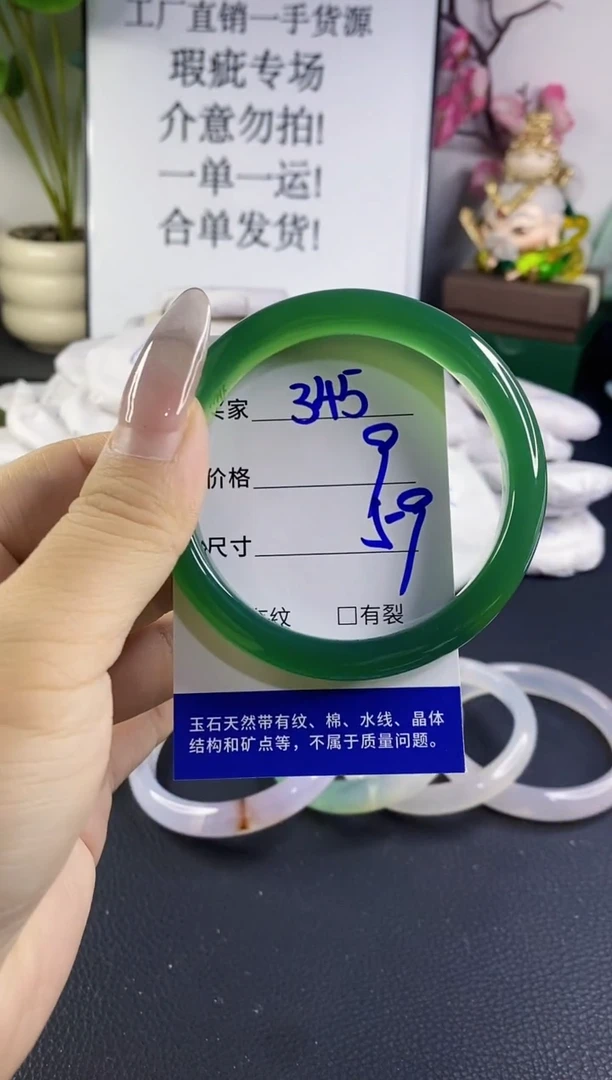 工厂直销一手货源
瑕疵专场
介意勿拍!
一单一运!
合单发货!
家 345
价格 9
尺寸 59
纹 □有裂
玉石天然带有纹、棉、水线、晶体
结构和矿点等，不属于质量问题。